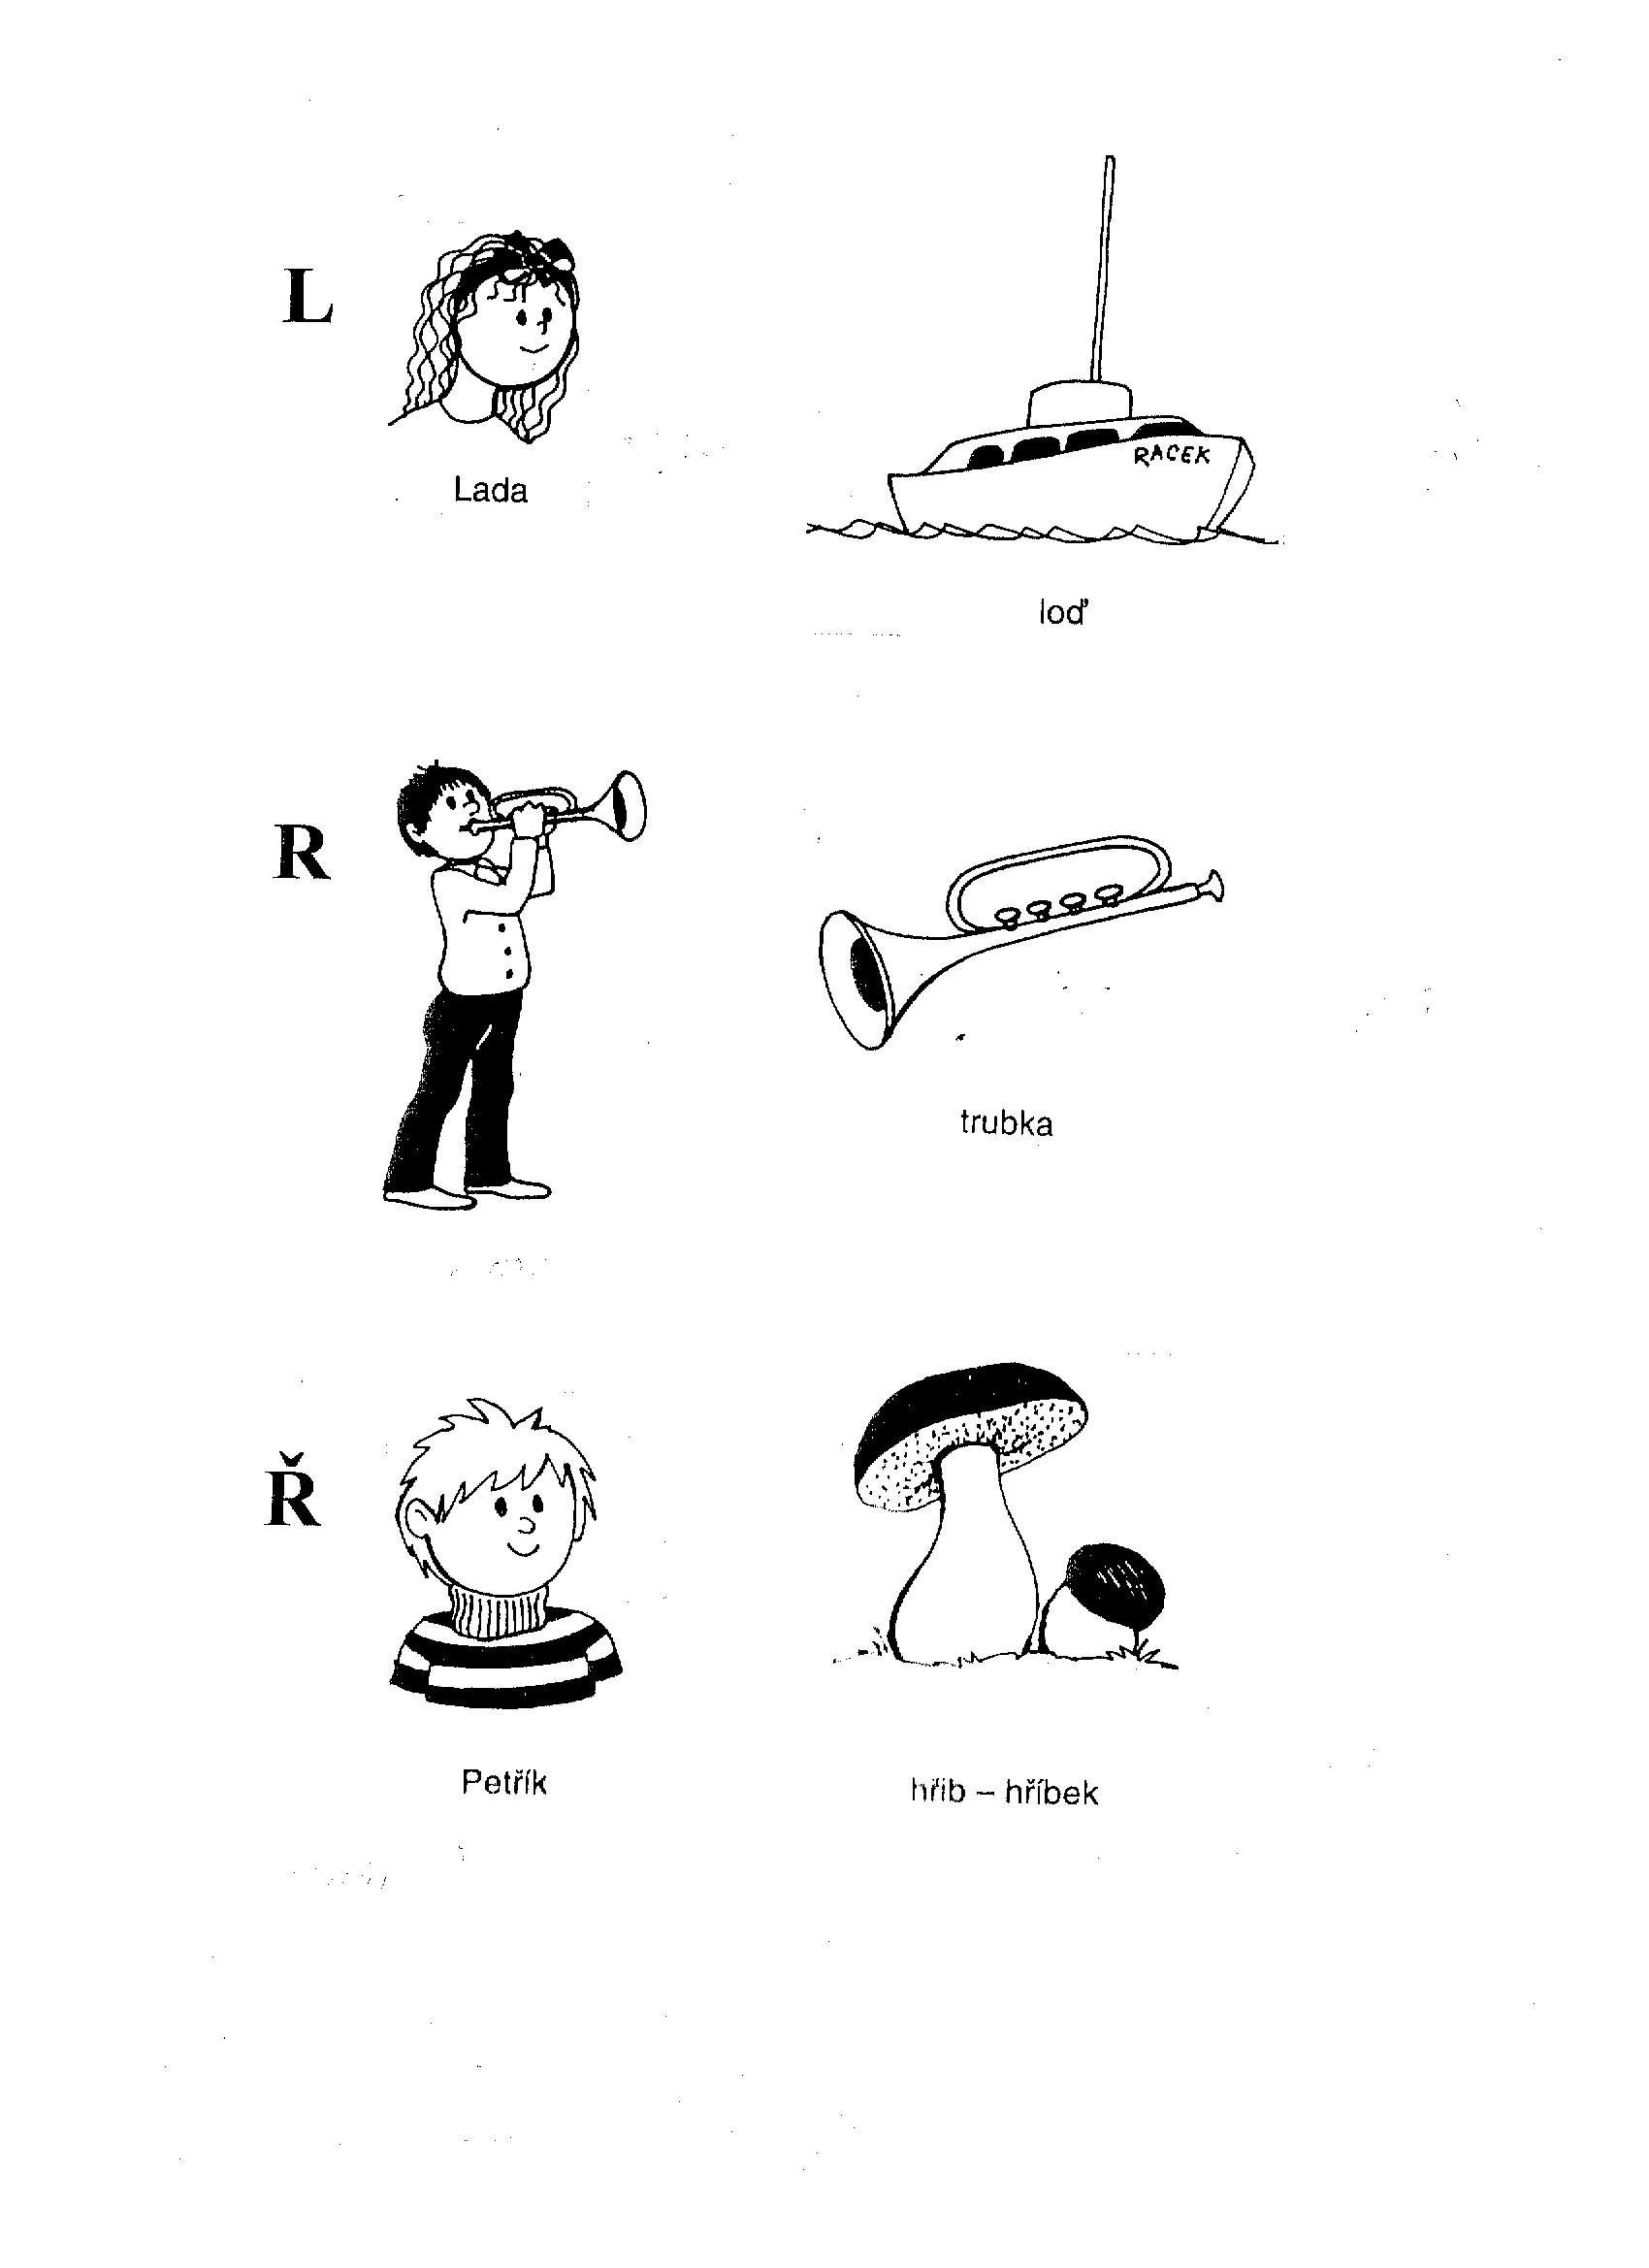 L
Lada
RACEK
loď
R
trubka
Ř
Petřík
hřib – hříbek